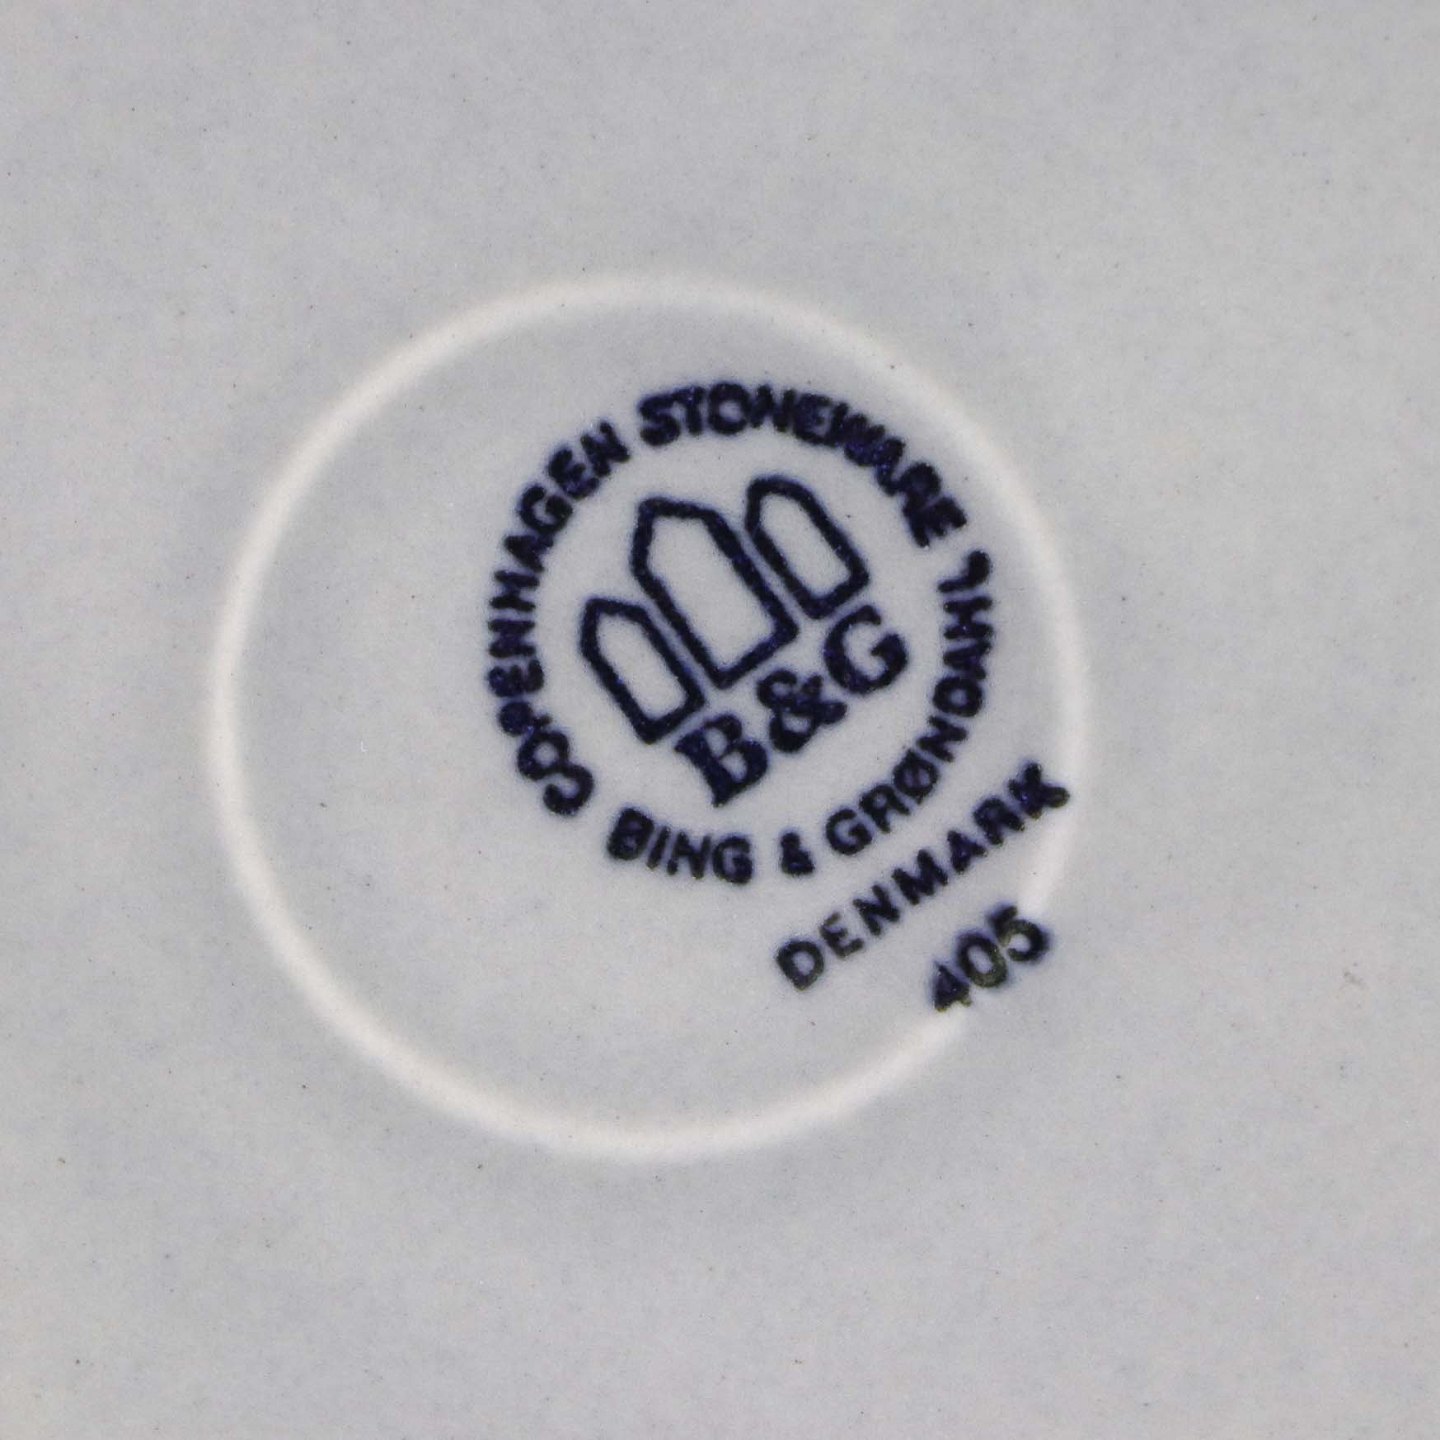 COPENHAGEN STONEWARE
B&G
BING & GRØNDAHL
DENMARK
405